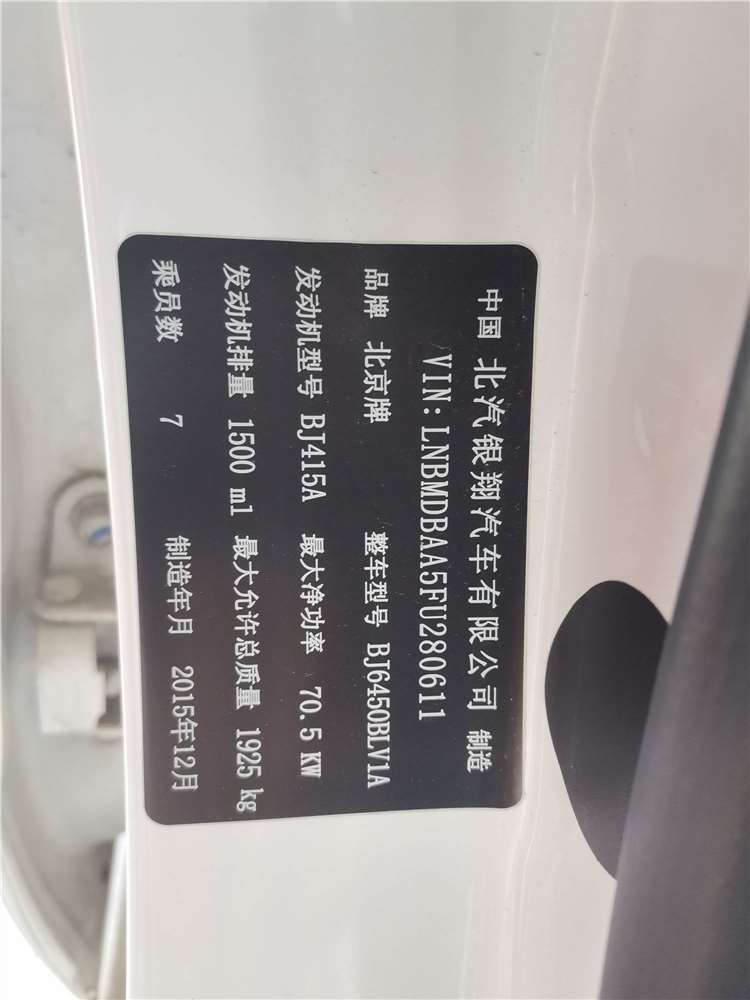 中国 北汽银翔汽车有限公司 制造
VIN:LNBMDBAA5FU280611
品牌 北京牌 整车型号 BJ6450BLV1A
发动机型号 BJ415A 最大净功率 70.5 KW
发动机排量 1500 ml 最大允许总质量 1925 kg
乘员数 7 制造年月 2015年12月